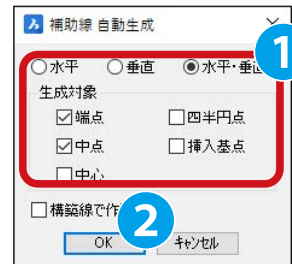 補助線 自動生成
1
水平 垂直 水平・垂
生成対象
端点 四半円点
中点 挿入基点
中心
構築線で作
2
OK キャンセル